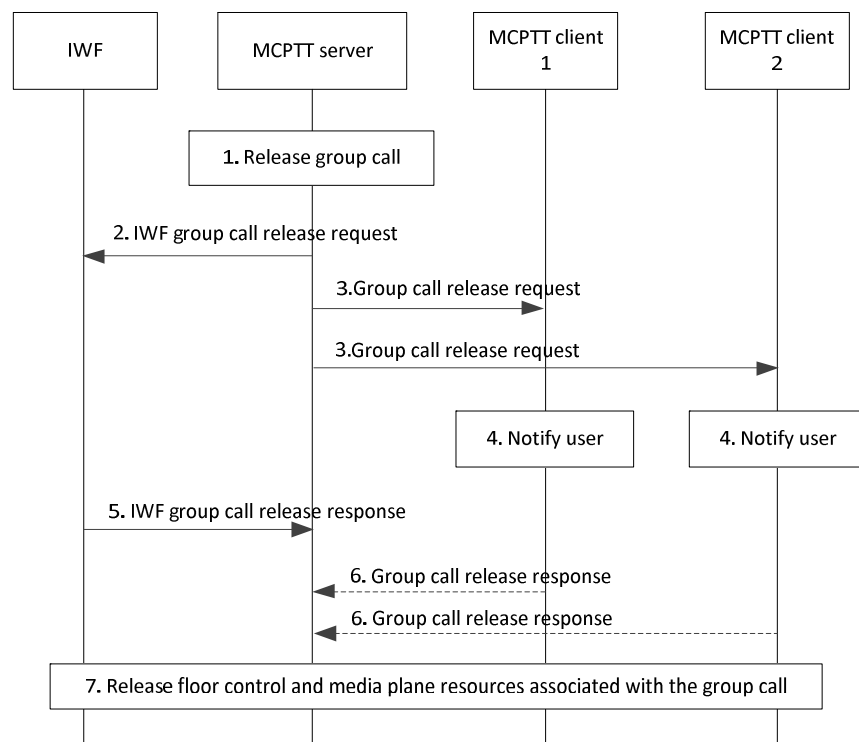 IWF
MCPTT server
MCPTT client
1
MCPTT client
2
1. Release group call
2. IWF group call release request
3.Group call release request
3.Group call release request
4. Notify user
4. Notify user
5. IWF group call release response
6. Group call release response
6. Group call release response
7. Release floor control and media plane resources associated with the group call